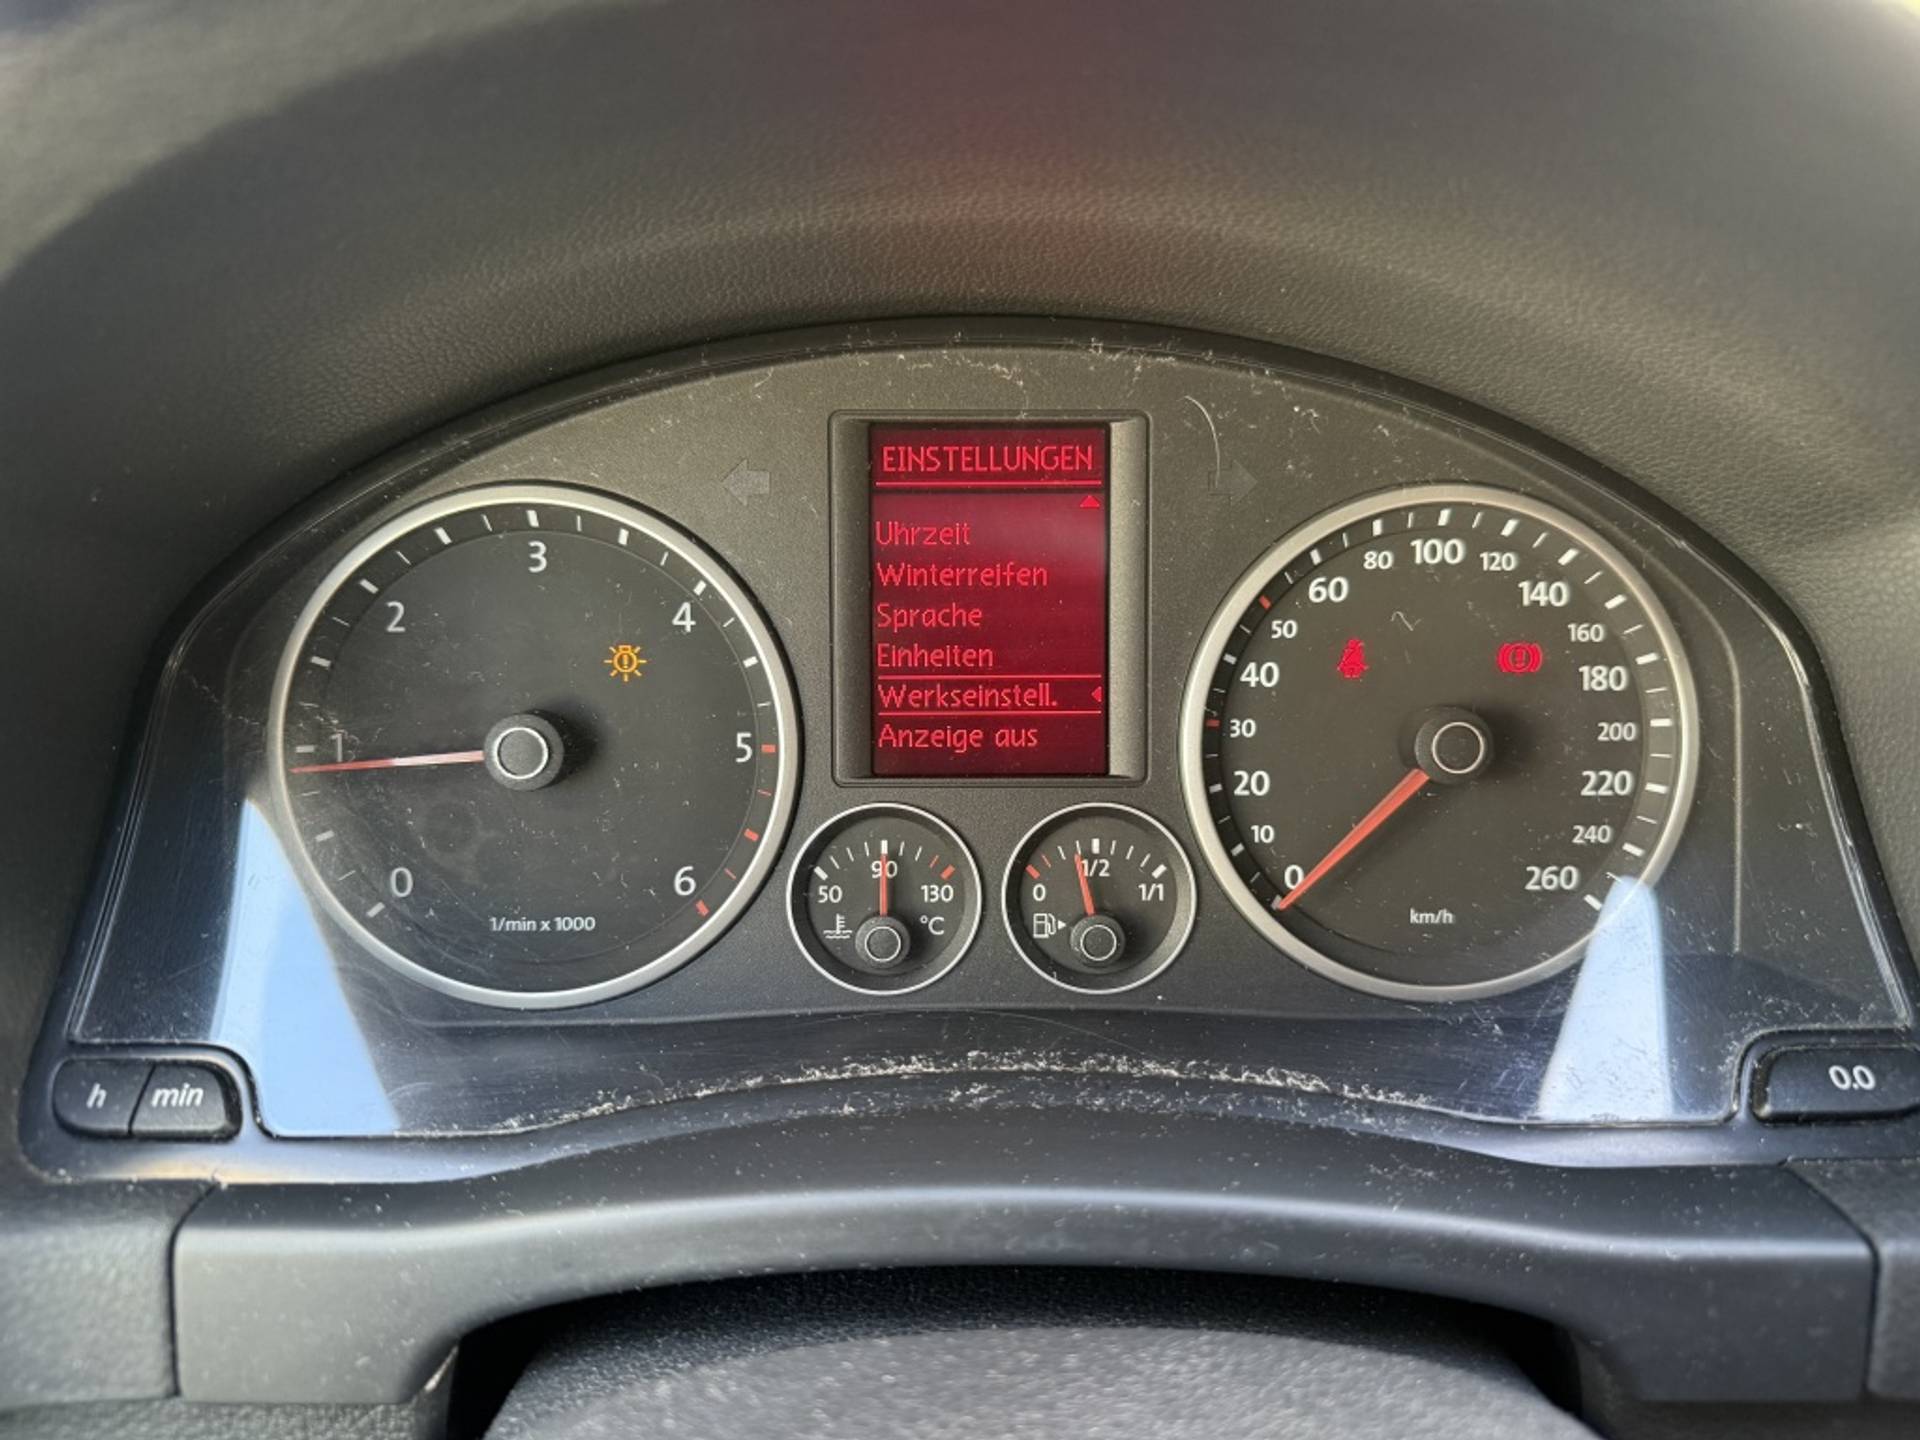 EINSTELLUNGEN
Uhrzeit
Winterreifen
Sprache
Einheiten
Werkseinstell.
Anzeige aus
0
1
2
3
4
5
6
1/min x 1000
50
90
130
°C
0
1/2
1/1
0
10
20
30
40
50
60
80
100
120
140
160
180
200
220
240
260
km/h
h
min
0.0